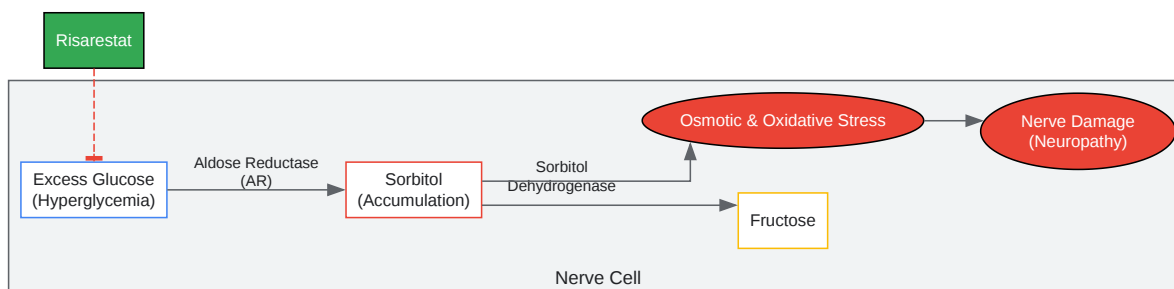 Risarestat
Excess Glucose
(Hyperglycemia)
Aldose Reductase
(AR)
Sorbitol
(Accumulation)
Sorbitol
Dehydrogenase
Osmotic & Oxidative Stress
Nerve Damage
(Neuropathy)
Fructose
Nerve Cell